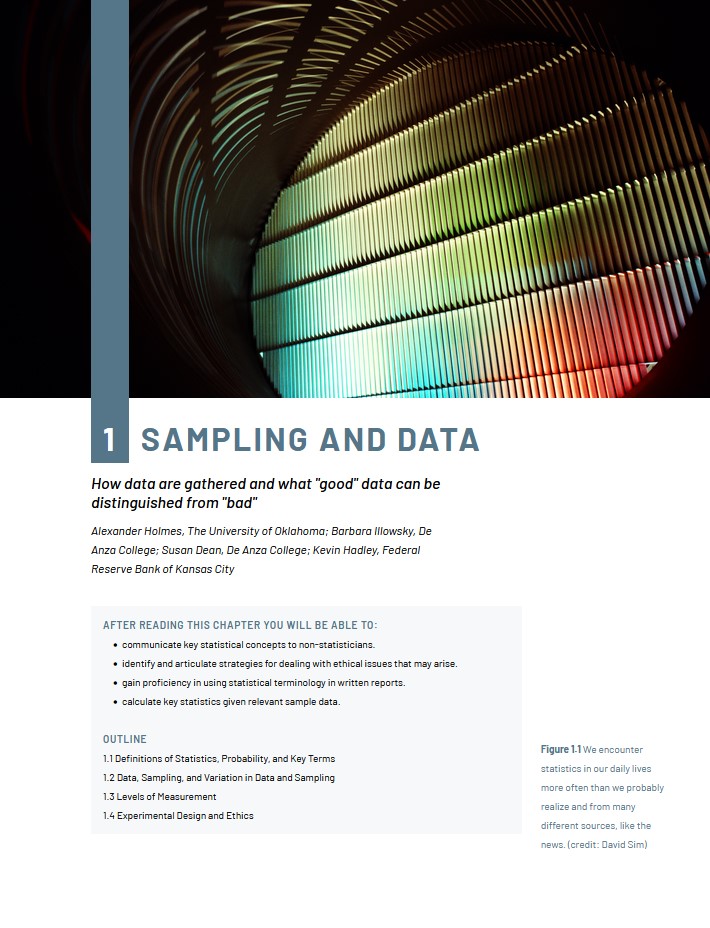 1 SAMPLING AND DATA
How data are gathered and what "good" data can be
distinguished from "bad"
Alexander Holmes, The University of Oklahoma; Barbara Illowsky, De
Anza College; Susan Dean, De Anza College; Kevin Hadley, Federal
Reserve Bank of Kansas City
AFTER READING THIS CHAPTER YOU WILL BE ABLE TO:
• communicate key statistical concepts to non-statisticians.
• identify and articulate strategies for dealing with ethical issues that may arise.
• gain proficiency in using statistical terminology in written reports.
• calculate key statistics given relevant sample data.
OUTLINE
1.1 Definitions of Statistics, Probability, and Key Terms
1.2 Data, Sampling, and Variation in Data and Sampling
1.3 Levels of Measurement
1.4 Experimental Design and Ethics
Figure 1.1 We encounter
statistics in our daily lives
more often than we probably
realize and from many
different sources, like the
news. (credit: David Sim)